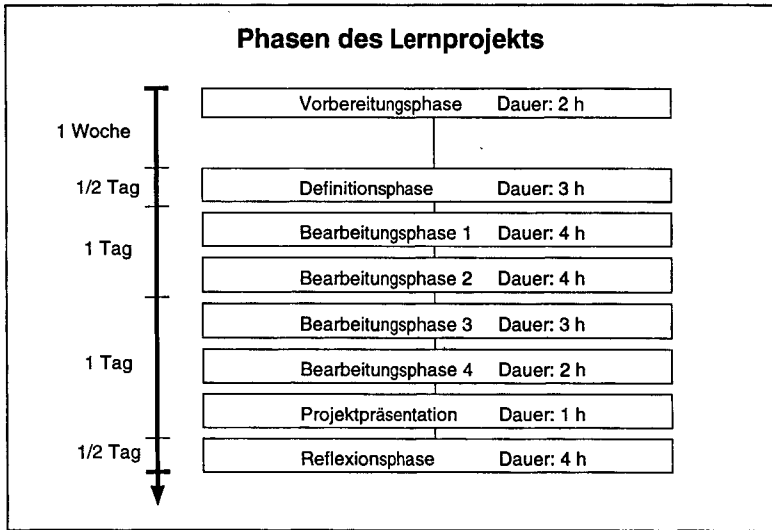 Phasen des Lernprojekts
Vorbereitungsphase Dauer: 2 h
1 Woche
1/2 Tag
Definitionsphase Dauer: 3 h
Bearbeitungsphase 1 Dauer: 4 h
1 Tag
Bearbeitungsphase 2 Dauer: 4 h
Bearbeitungsphase 3 Dauer: 3 h
1 Tag
Bearbeitungsphase 4 Dauer: 2 h
Projektpräsentation Dauer: 1 h
1/2 Tag
Reflexionsphase Dauer: 4 h